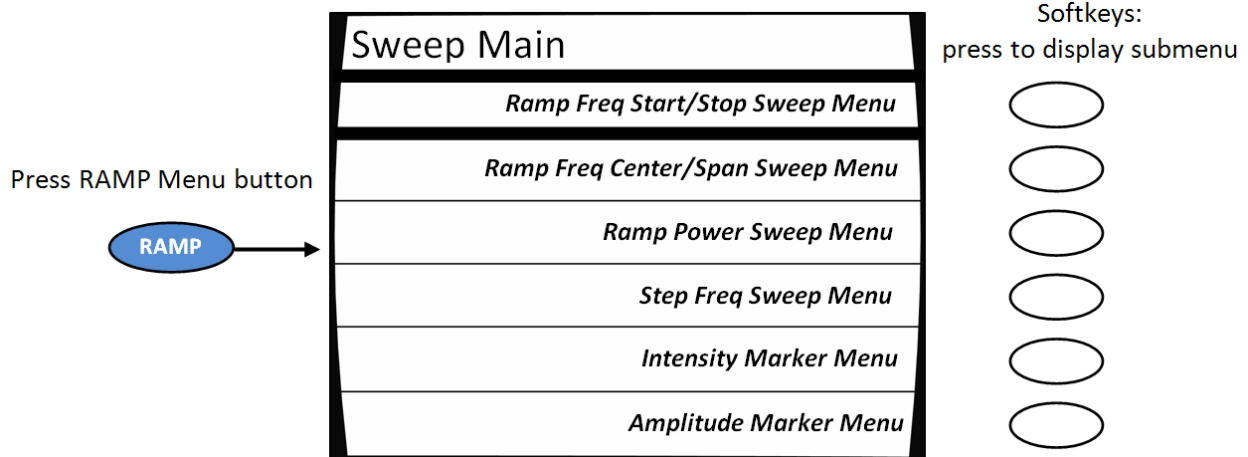 Softkeys:
press to display submenu
Sweep Main
Ramp Freq Start/Stop Sweep Menu
Ramp Freq Center/Span Sweep Menu
Press RAMP Menu button
Ramp Power Sweep Menu
RAMP
Step Freq Sweep Menu
Intensity Marker Menu
Amplitude Marker Menu